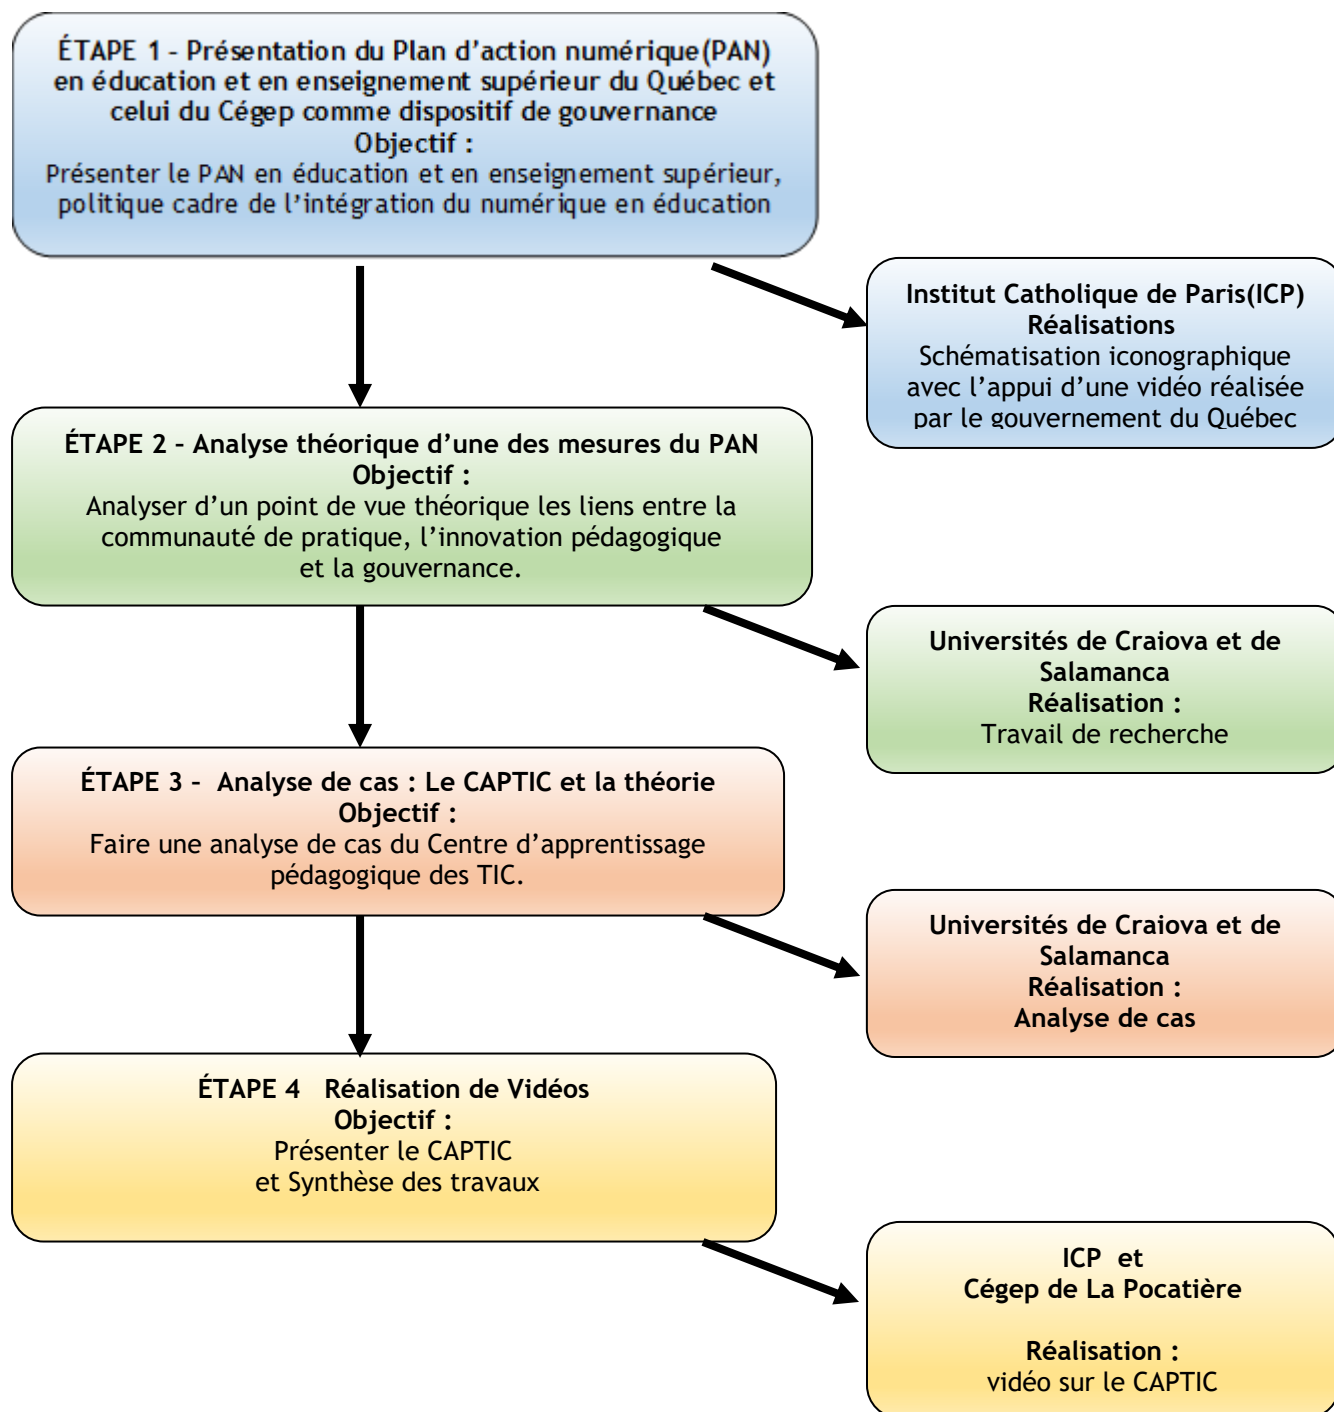 ÉTAPE 1 - Présentation du Plan d’action numérique(PAN)
en éducation et en enseignement supérieur du Québec et
celui du Cégep comme dispositif de gouvernance
Objectif :
Présenter le PAN en éducation et en enseignement supérieur,
politique cadre de l’intégration du numérique en éducation
Institut Catholique de Paris(ICP)
Réalisations
Schématisation iconographique
avec l’appui d’une vidéo réalisée
par le gouvernement du Québec
ÉTAPE 2 - Analyse théorique d’une des mesures du PAN
Objectif :
Analyser d’un point de vue théorique les liens entre la
communauté de pratique, l’innovation pédagogique
et la gouvernance.
Universités de Craiova et de
Salamanca
Réalisation :
Travail de recherche
ÉTAPE 3 - Analyse de cas : Le CAPTIC et la théorie
Objectif :
Faire une analyse de cas du Centre d’apprentissage
pédagogique des TIC.
Universités de Craiova et de
Salamanca
Réalisation :
Analyse de cas
ÉTAPE 4 Réalisation de Vidéos
Objectif :
Présenter le CAPTIC
et Synthèse des travaux
ICP et
Cégep de La Pocatière
Réalisation :
vidéo sur le CAPTIC